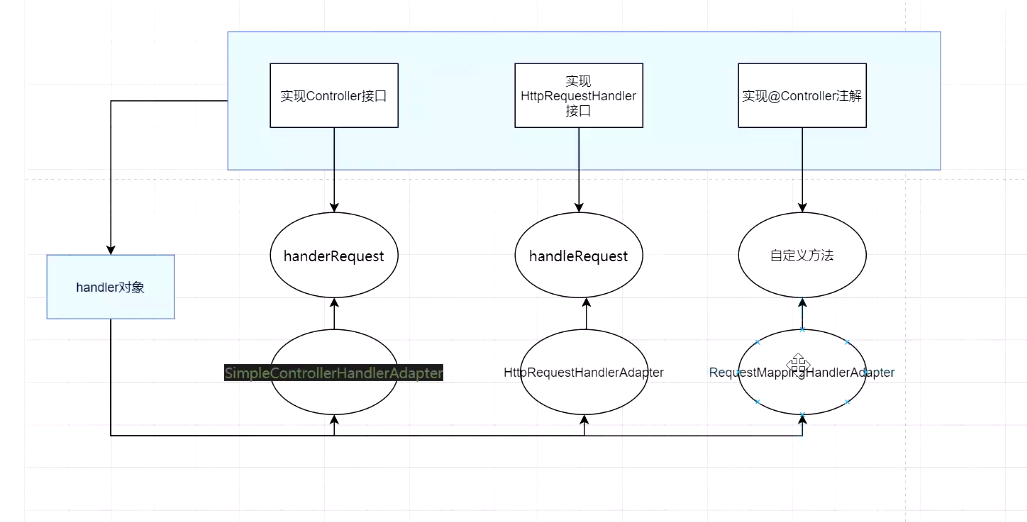 实现Controller接口
实现
HttpRequestHandler
接口
实现@Controller注解
handerRequest
handleRequest
自定义方法
handler对象
SimpleControllerHandlerAdapter
HttpRequestHandlerAdapter
RequestMappingHandlerAdapter